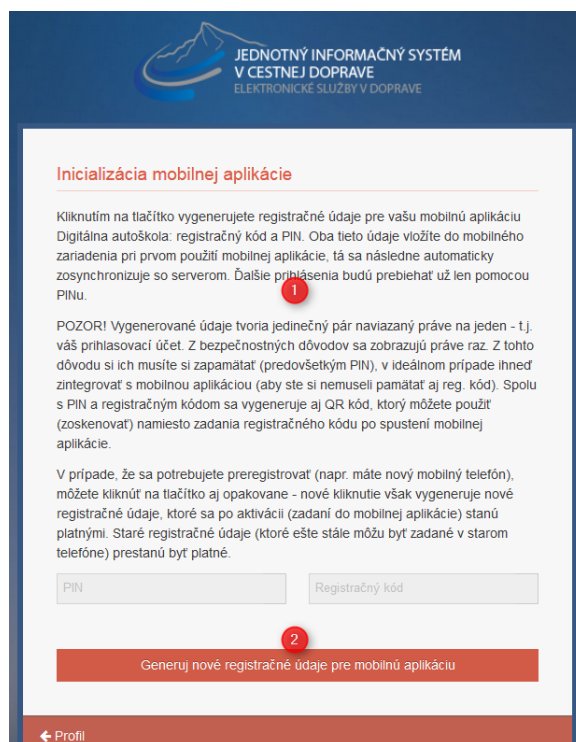 JEDNOTNÝ INFORMAČNÝ SYSTÉM
V CESTNEJ DOPRAVE
ELEKTRONICKÉ SLUŽBY V DOPRAVE
Inicializácia mobilnej aplikácie
Kliknutím na tlačítko vygenerujete registračné údaje pre vašu mobilnú aplikáciu
Digitálna autoškola: registračný kód a PIN. Oba tieto údaje vložíte do mobilného
zariadenia pri prvom použití mobilnej aplikácie, tá sa následne automaticky
zosynchronizuje so serverom. Ďalšie prihlásenia budú prebiehať už len pomocou
PINu.
1
POZOR! Vygenerované údaje tvoria jedinečný pár naviazaný práve na jeden - t.j.
váš prihlasovací účet. Z bezpečnostných dôvodov sa zobrazujú práve raz. Z tohto
dôvodu si ich musíte si zapamätať (predovšetkým PIN), v ideálnom prípade ihneď
zintegrovať s mobilnou aplikáciou (aby ste si nemuseli pamätať aj reg. kód). Spolu
s PIN a registračným kódom sa vygeneruje aj QR kód, ktorý môžete použiť
(zoskenovať) namiesto zadania registračného kódu po spustení mobilnej
aplikácie.
V prípade, že sa potrebujete preregistrovať (napr. máte nový mobilný telefón),
môžete kliknúť na tlačítko aj opakovane - nové kliknutie však vygeneruje nové
registračné údaje, ktoré sa po aktivácii (zadaní do mobilnej aplikácie) stanú
platnými. Staré registračné údaje (ktoré ešte stále môžu byť zadané v starom
telefóne) prestanú byť platné.
PIN
Registračný kód
2
Generuj nové registračné údaje pre mobilnú aplikáciu
Profil